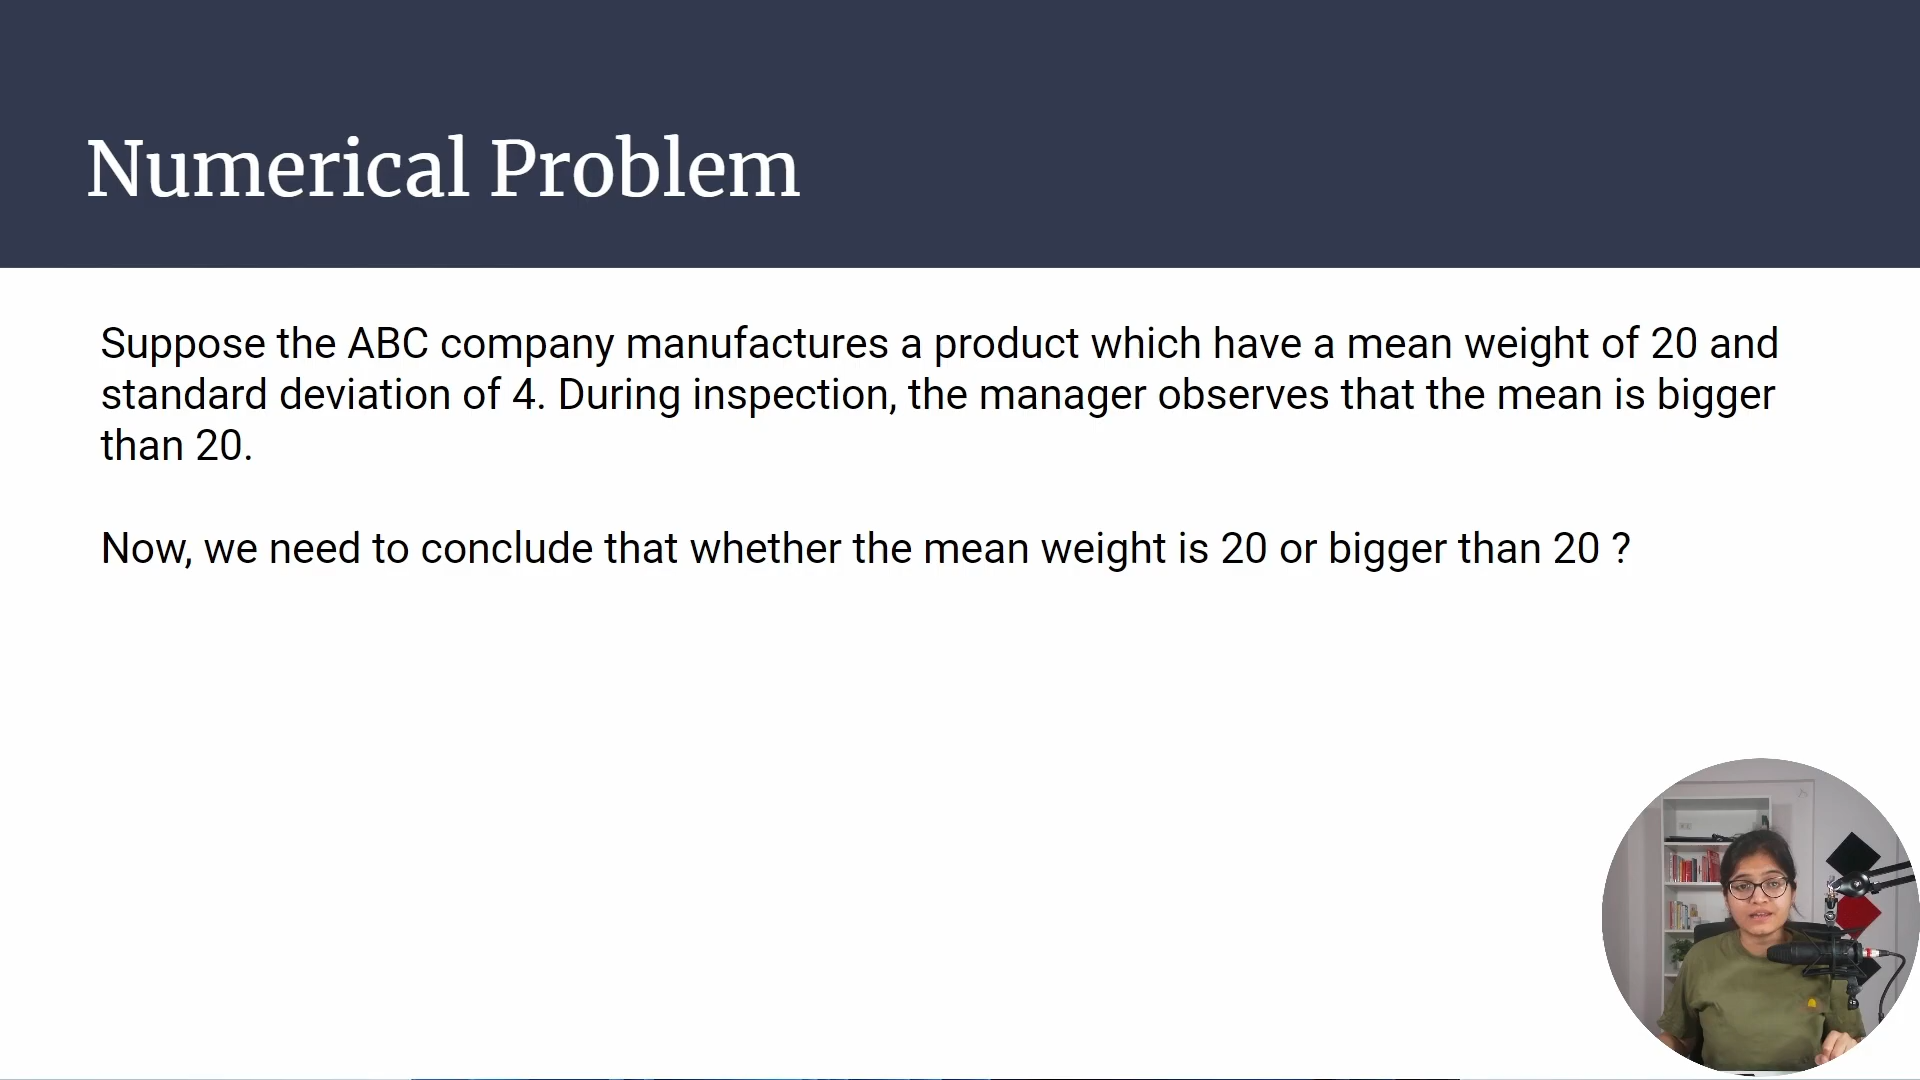 Numerical Problem
Suppose the ABC company manufactures a product which have a mean weight of 20 and
standard deviation of 4. During inspection, the manager observes that the mean is bigger
than 20.
Now, we need to conclude that whether the mean weight is 20 or bigger than 20 ?